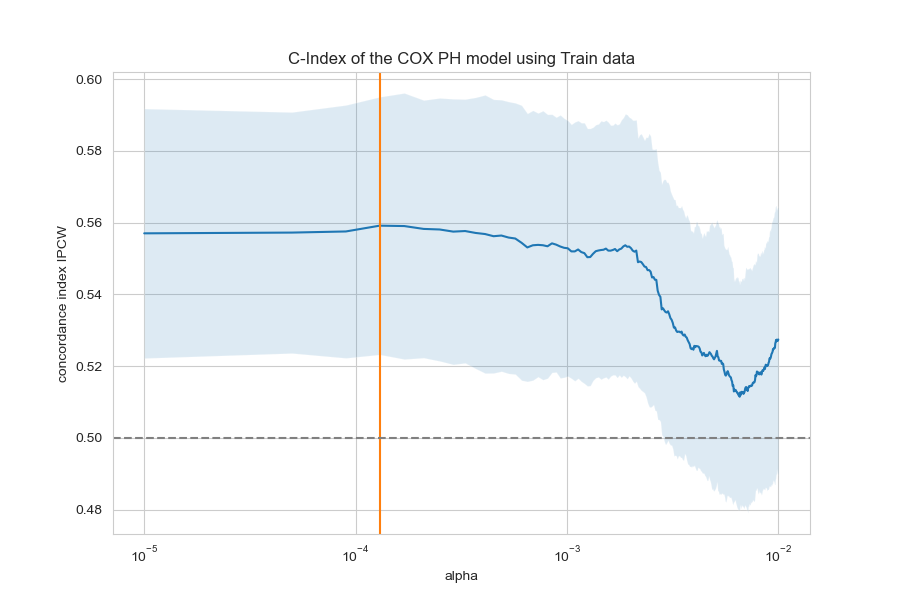 C-Index of the COX PH model using Train data
concordance index IPCW
0.60
0.58
0.56
0.54
0.52
0.50
0.48
10⁻⁵ 10⁻⁴ 10⁻³ 10⁻²
alpha